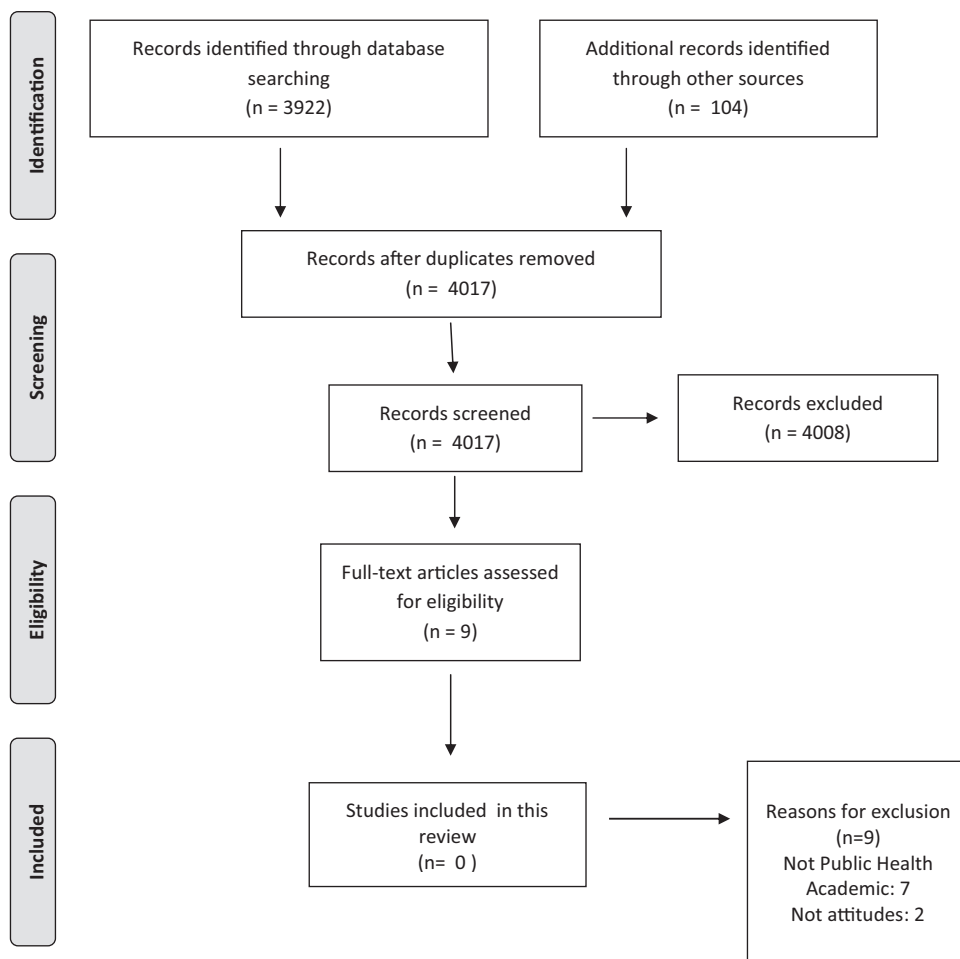 Identification
Records identified through database
searching
(n = 3922)
Additional records identified
through other sources
(n = 104)
Records after duplicates removed
(n = 4017)
Screening
Records screened
(n = 4017)
Records excluded
(n = 4008)
Eligibility
Full-text articles assessed
for eligibility
(n = 9)
Included
Studies included in this
review
(n= 0 )
Reasons for exclusion
(n=9)
Not Public Health
Academic: 7
Not attitudes: 2